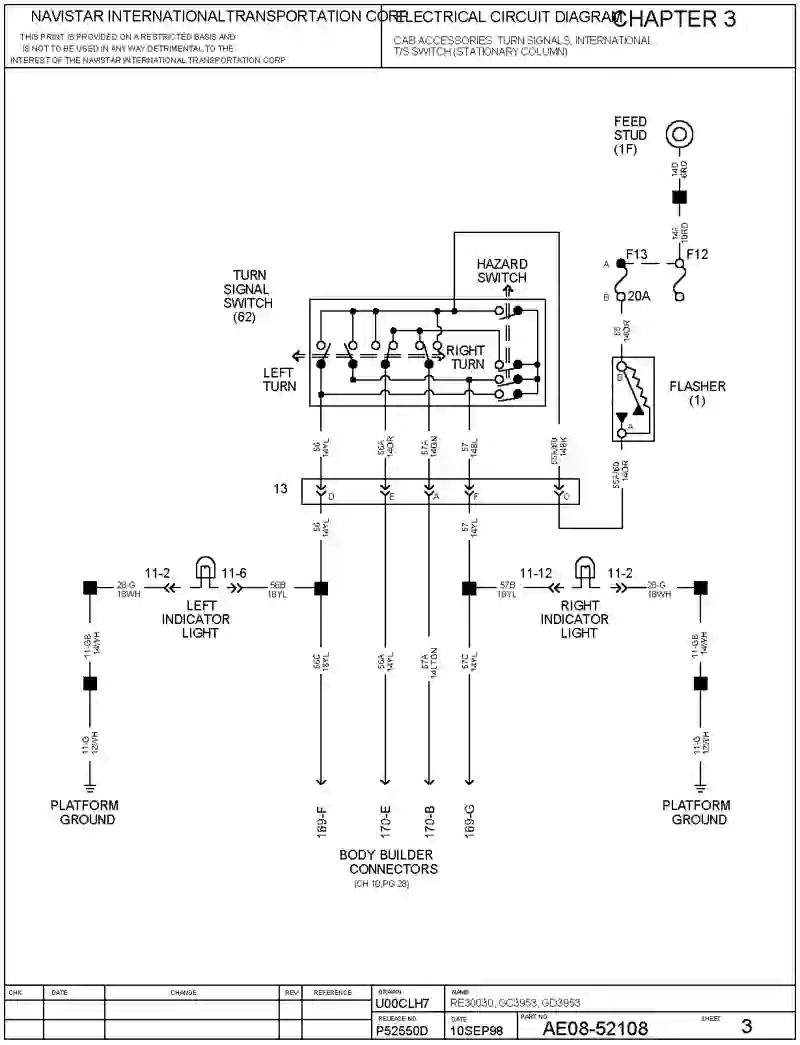 NAVISTAR INTERNATIONAL TRANSPORTATION CORP.
THIS PRINT IS PROVIDED ON A RESTRICTED BASIS AND
IS NOT TO BE USED IN ANY WAY DETRIMENTAL TO THE
INTEREST OF THE NAVISTAR INTERNATIONAL TRANSPORTATION CORP
ELECTRICAL CIRCUIT DIAGRAM
CHAPTER 3
CAB ACCESSORIES TURN SIGNALS, INTERNATIONAL
T/S SWITCH (STATIONARY COLUMN)
FEED
STUD
(1F)
6RD
10RD
A
F13
F12
B
20A
14OR
TURN
SIGNAL
SWITCH
(62)
HAZARD
SWITCH
LEFT
TURN
RIGHT
TURN
B
A
FLASHER
(1)
56
14YL
56A
14OR
57A
14GN
57
14BL
14BK
14OR
13
D
E
A
F
56
14YL
57
14YL
11-2
11-6
28-G
18WH
56B
18YL
LEFT
INDICATOR
LIGHT
11-12
11-2
57B
18YL
28-G
18WH
RIGHT
INDICATOR
LIGHT
11-GB
14WH
56C
18YL
56A
14YL
57A
57C
14YL
11-GB
14WH
11-G
12WH
11-G
12WH
PLATFORM
GROUND
PLATFORM
GROUND
169-F
170-E
170-B
169-G
BODY BUILDER
CONNECTORS
(CH 10,PG 28)
CHK
DATE
CHANGE
REV
REFERENCE
DRAWN
U00CLH7
NAME
RE30030, GC3953, GD3953
RELEASE NO.
P52550D
DATE
10SEP98
PART NO
AE08-52108
SHEET
3